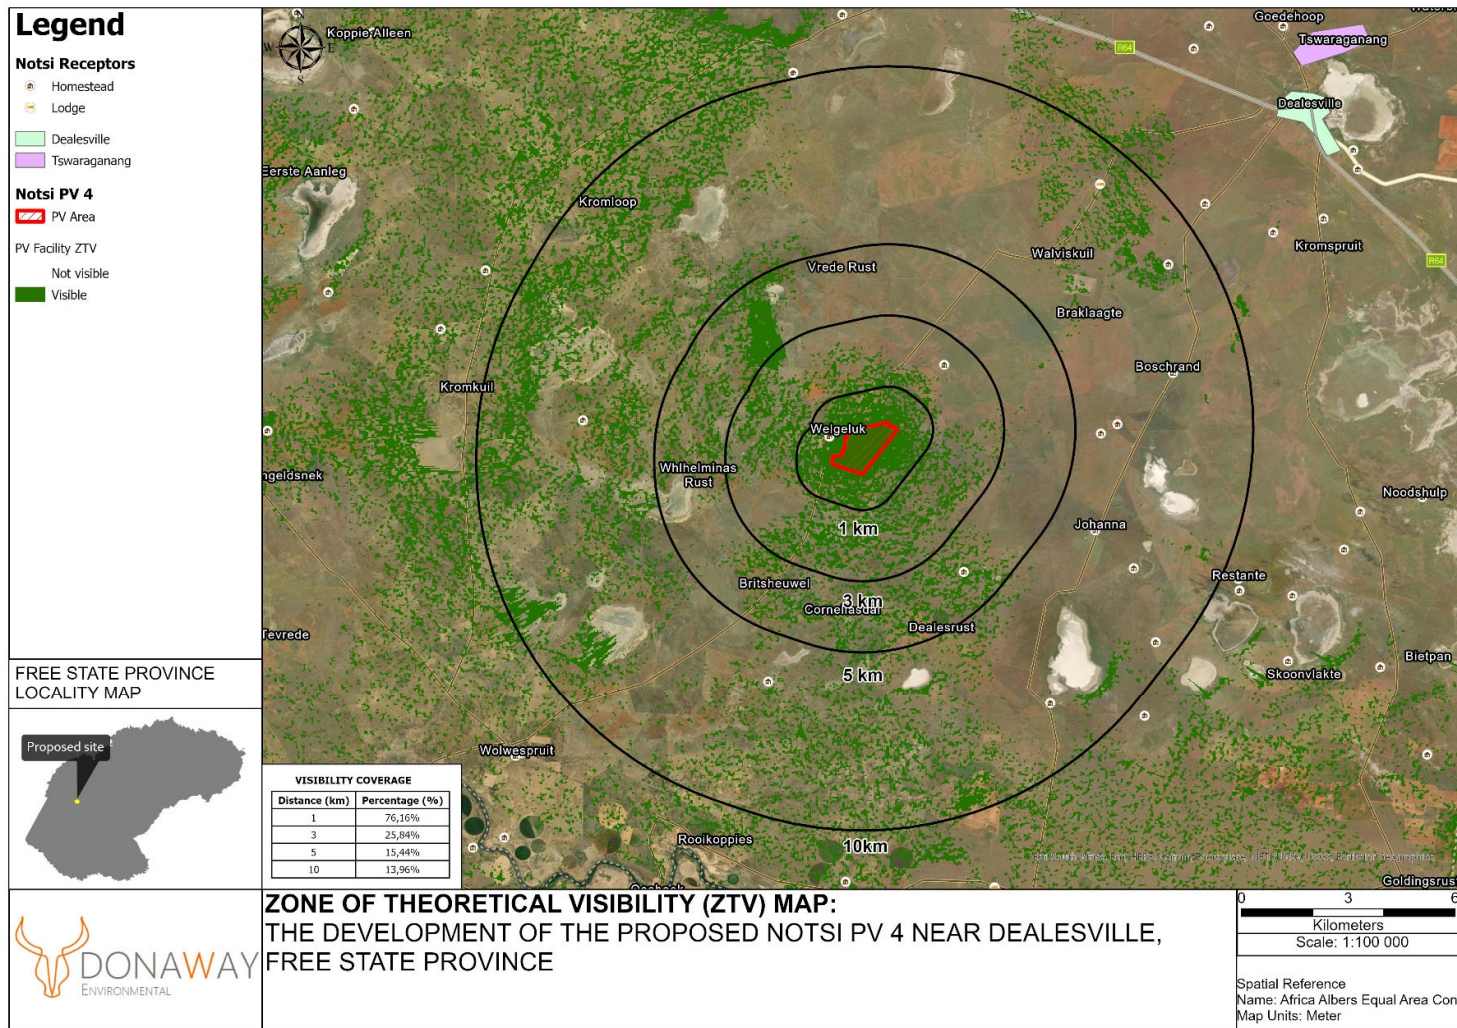 Legend
Notsi Receptors
Homestead
Lodge
Dealesville
Tswaraganang
Notsi PV 4
PV Area
PV Facility ZTV
Not visible
Visible
FREE STATE PROVINCE
LOCALITY MAP
Proposed site
DONAWAY
ENVIRONMENTAL
N
W
E
S
Koppie Alleen
Goedehoop
Tswaraganang
R64
Dealesville
Eerste Aanleg
Kromloop
Kromspruit
Walviskuil
R64
Vrede Rust
Braklaagte
Boschrand
Kromkuil
Welgeluk
Whlhelminas
Rust
ngeldsnek
Noodshulp
1 km
Johanna
Britsheuwel
3 km
Corneliasdal
Restante
Dealesrust
Tevrede
Bietpan
5 km
Skoonvlakte
Wolwespruit
VISIBILITY COVERAGE
Distance (km) Percentage (%)
1 76,16%
3 25,84%
5 15,44%
10 13,96%
Rooikoppies
10km
Goldingsrust
ZONE OF THEORETICAL VISIBILITY (ZTV) MAP:
THE DEVELOPMENT OF THE PROPOSED NOTSI PV 4 NEAR DEALESVILLE,
FREE STATE PROVINCE
0 3 6
Kilometers
Scale: 1:100 000
Spatial Reference
Name: Africa Albers Equal Area Con
Map Units: Meter